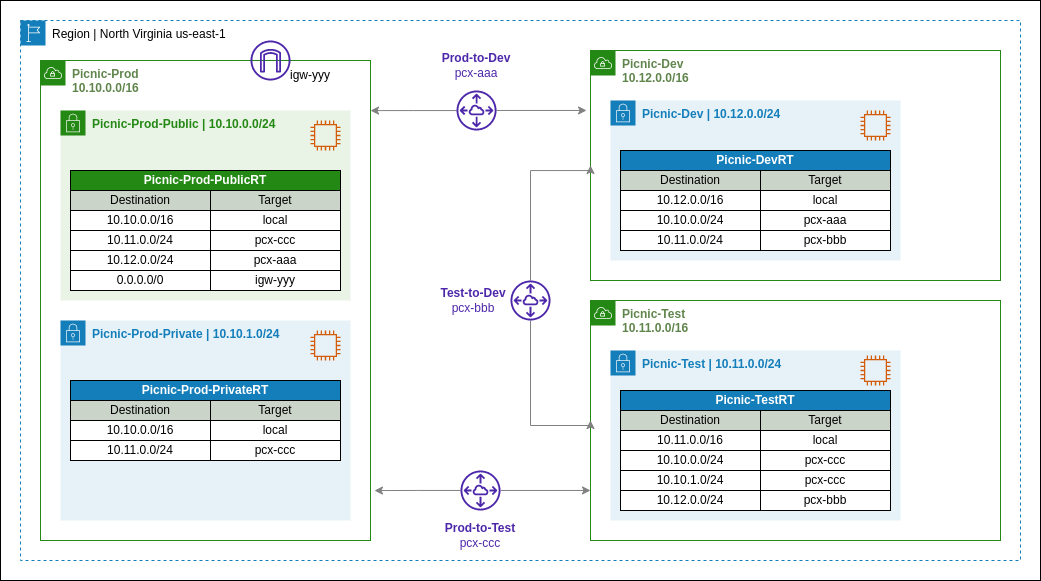 Region | North Virginia us-east-1
igw-yyy
Picnic-Prod
10.10.0.0/16
Picnic-Prod-Public | 10.10.0.0/24
Picnic-Prod-PublicRT
Destination Target
10.10.0.0/16 local
10.11.0.0/24 pcx-ccc
10.12.0.0/24 pcx-aaa
0.0.0.0/0 igw-yyy
Picnic-Prod-Private | 10.10.1.0/24
Picnic-Prod-PrivateRT
Destination Target
10.10.0.0/16 local
10.11.0.0/24 pcx-ccc
Prod-to-Dev
pcx-aaa
Test-to-Dev
pcx-bbb
Prod-to-Test
pcx-ccc
Picnic-Dev
10.12.0.0/16
Picnic-Dev | 10.12.0.0/24
Picnic-DevRT
Destination Target
10.12.0.0/16 local
10.10.0.0/24 pcx-aaa
10.11.0.0/24 pcx-bbb
Picnic-Test
10.11.0.0/16
Picnic-Test | 10.11.0.0/24
Picnic-TestRT
Destination Target
10.11.0.0/16 local
10.10.0.0/24 pcx-ccc
10.10.1.0/24 pcx-ccc
10.12.0.0/24 pcx-bbb